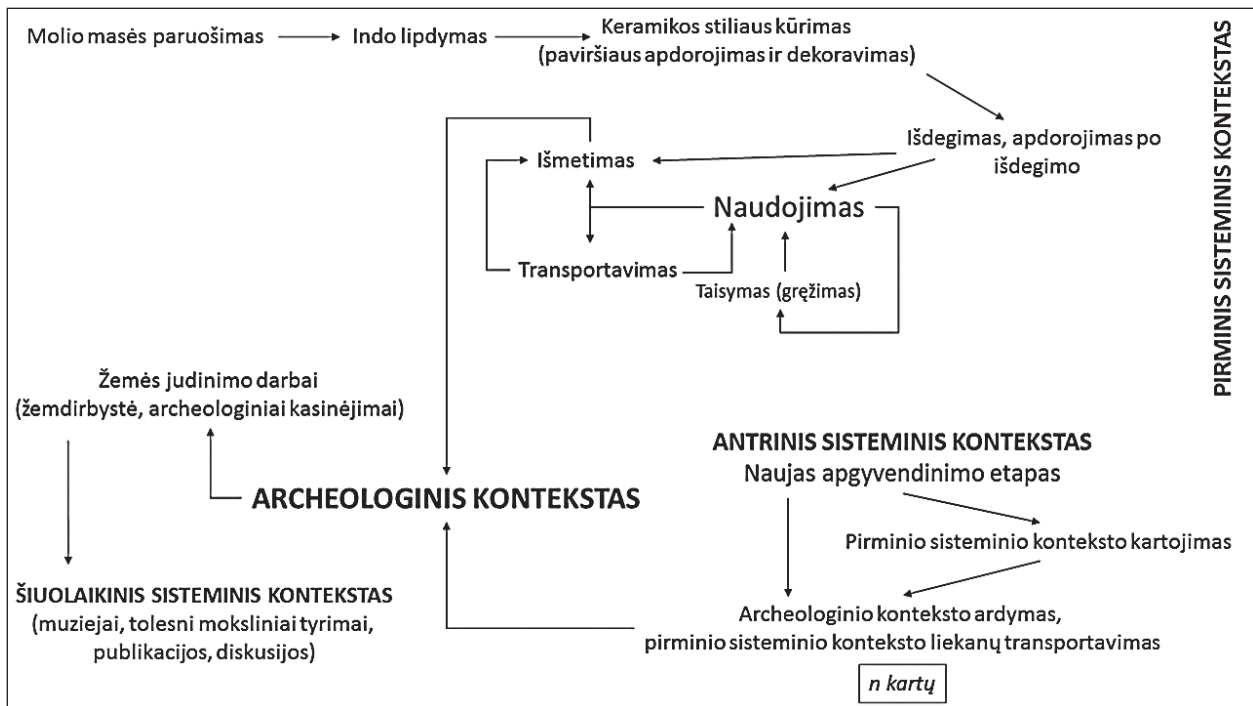 Molio masės paruošimas
Indo lipdymas
Keramikos stiliaus kūrimas
(paviršiaus apdorojimas ir dekoravimas)
Išdegimas, apdorojimas po
išdegimo
Išmetimas
Naudojimas
Transportavimas
Taisymas (gręžimas)
PIRMINIS SISTEMINIS KONTEKSTAS
Žemės judinimo darbai
(žemdirbystė, archeologiniai kasinėjimai)
ARCHEOLOGINIS KONTEKSTAS
ANTRINIS SISTEMINIS KONTEKSTAS
Naujas apgyvendinimo etapas
Pirminio sisteminio konteksto kartojimas
Archeologinio konteksto ardymas,
pirminio sisteminio konteksto liekanų transportavimas
n kartų
ŠIUOLAIKINIS SISTEMINIS KONTEKSTAS
(muziejai, tolesni moksliniai tyrimai,
publikacijos, diskusijos)